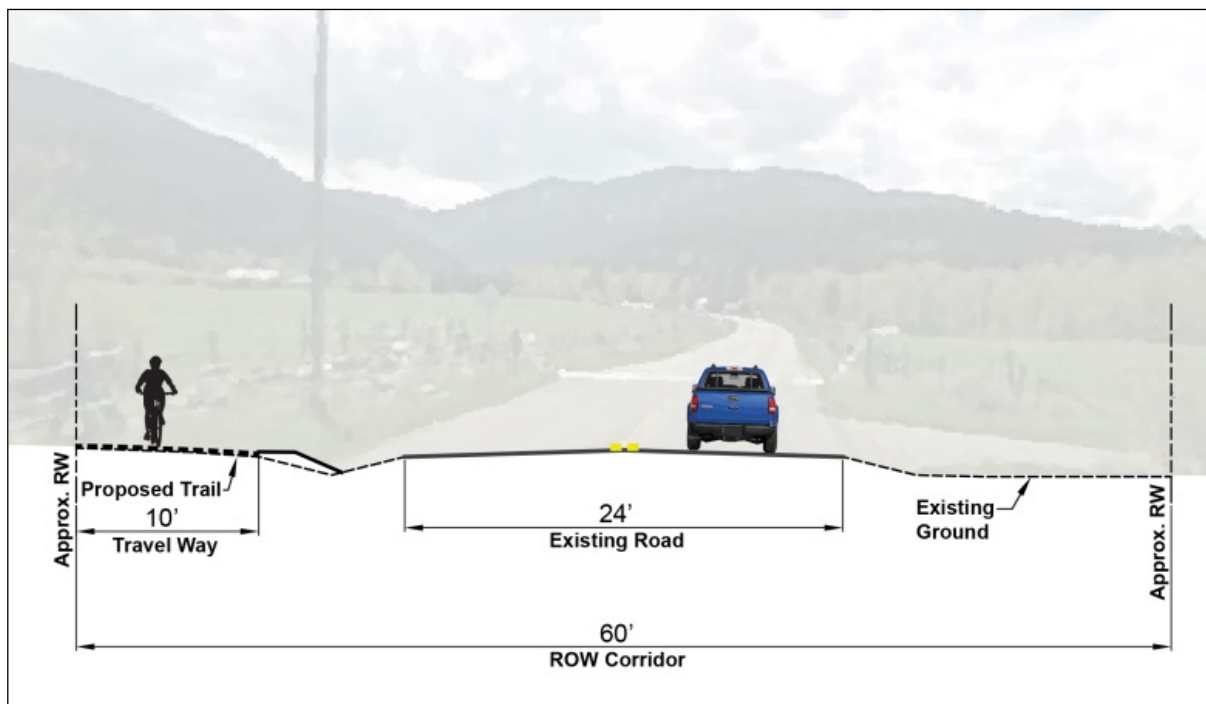 Approx. RW
Proposed Trail
10’
Travel Way
24’
Existing Road
Existing
Ground
Approx. RW
60’
ROW Corridor